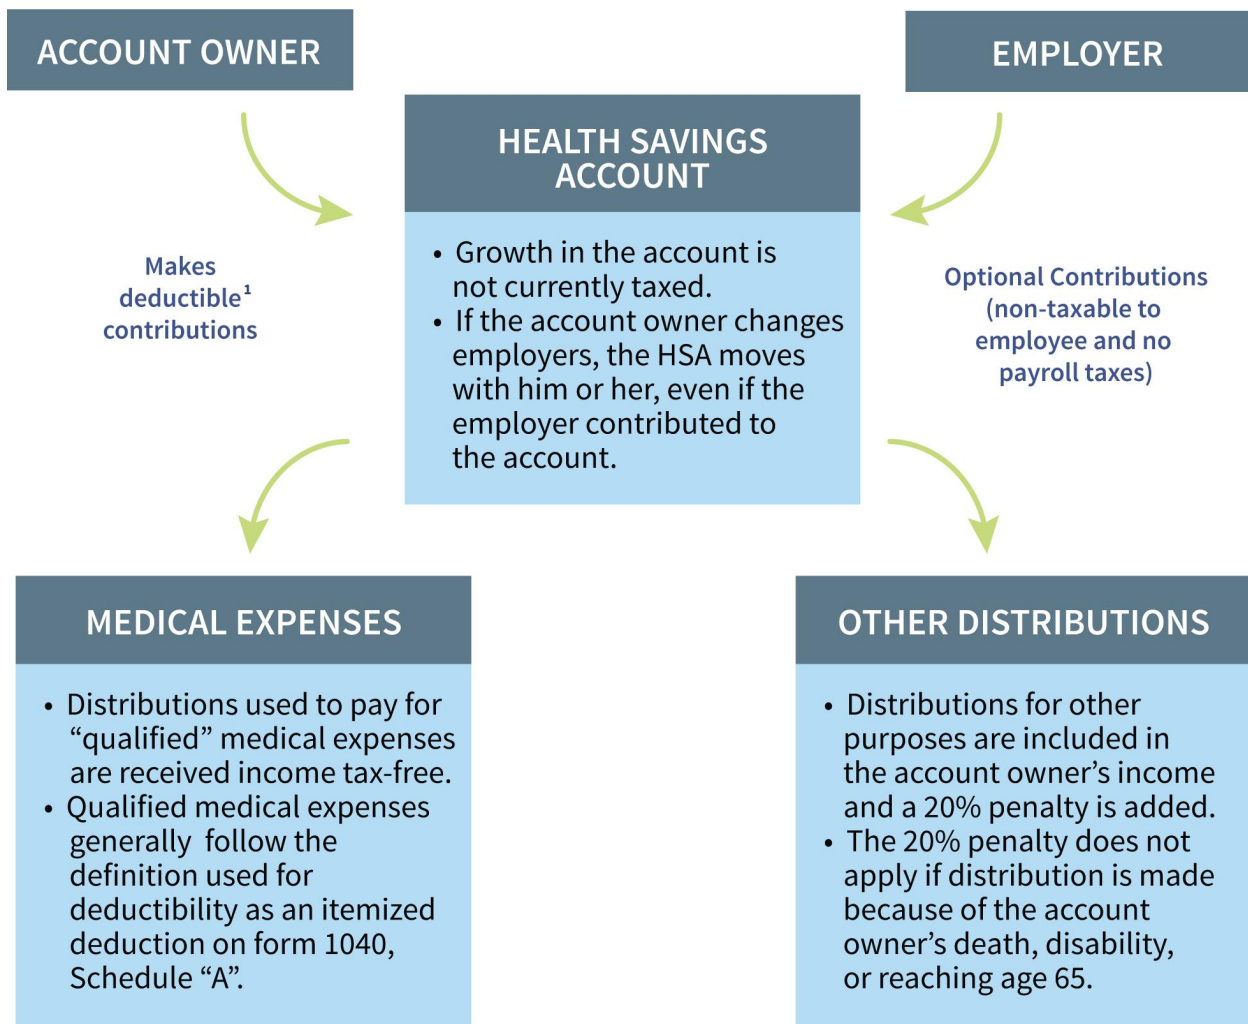 ACCOUNT OWNER
EMPLOYER
HEALTH SAVINGS
ACCOUNT
• Growth in the account is
not currently taxed.
• If the account owner changes
employers, the HSA moves
with him or her, even if the
employer contributed to
the account.
Makes
deductible¹
contributions
Optional Contributions
(non-taxable to
employee and no
payroll taxes)
MEDICAL EXPENSES
• Distributions used to pay for
“qualified” medical expenses
are received income tax-free.
• Qualified medical expenses
generally follow the
definition used for
deductibility as an itemized
deduction on form 1040,
Schedule “A”.
OTHER DISTRIBUTIONS
• Distributions for other
purposes are included in
the account owner’s income
and a 20% penalty is added.
• The 20% penalty does not
apply if distribution is made
because of the account
owner’s death, disability,
or reaching age 65.